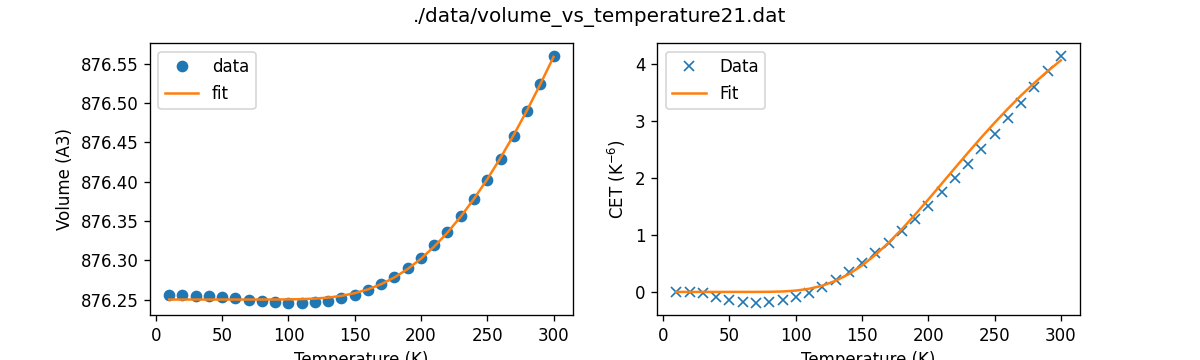 ./data/volume_vs_temperature21.dat
data
fit
Volume (A3)
876.55
876.50
876.45
876.40
876.35
876.30
876.25
0 50 100 150 200 250 300
Temperature (K)
Data
Fit
CET (K⁻⁶)
4
3
2
1
0
0 50 100 150 200 250 300
Temperature (K)